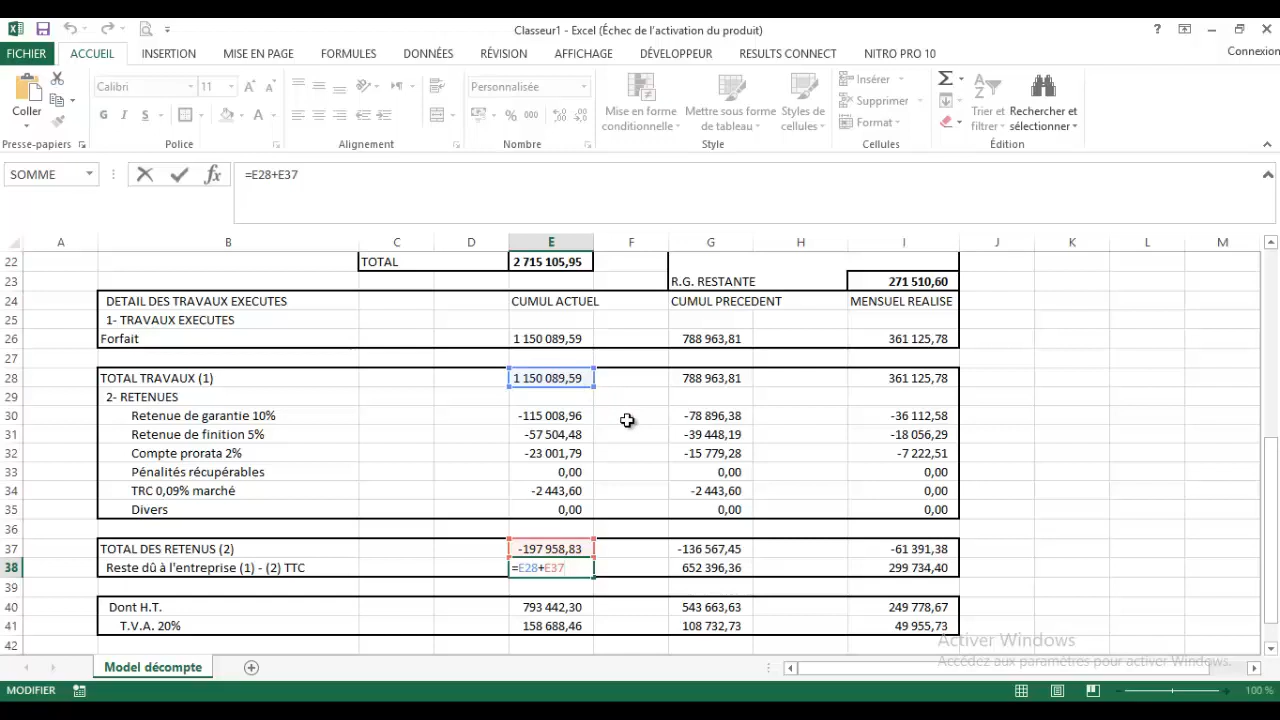 Classeur1 - Excel (Échec de l'activation du produit)
FICHIER ACCUEIL INSERTION MISE EN PAGE FORMULES DONNÉES RÉVISION AFFICHAGE DÉVELOPPEUR RESULTS CONNECT NITRO PRO 10 Connexion
Coller
Calibri 11
G I S
Personnalisée
% 000
Mise en forme conditionnelle
Mettre sous forme de tableau
Styles de cellules
Insérer
Supprimer
Format
Trier et filtrer
Rechercher et sélectionner
Presse-papiers Police Alignement Nombre Style Cellules Édition
SOMME fx =E28+E37
A B C D E F G H I J K L M
22 TOTAL 2 715 105,95
23 R.G. RESTANTE 271 510,60
24 DETAIL DES TRAVAUX EXECUTES CUMUL ACTUEL CUMUL PRECEDENT MENSUEL REALISE
25 1- TRAVAUX EXECUTES
26 Forfait 1 150 089,59 788 963,81 361 125,78
27
28 TOTAL TRAVAUX (1) 1 150 089,59 788 963,81 361 125,78
29 2- RETENUES
30 Retenue de garantie 10% -115 008,96 -78 896,38 -36 112,58
31 Retenue de finition 5% -57 504,48 -39 448,19 -18 056,29
32 Compte prorata 2% -23 001,79 -15 779,28 -7 222,51
33 Pénalités récupérables 0,00 0,00 0,00
34 TRC 0,09% marché -2 443,60 -2 443,60 0,00
35 Divers 0,00 0,00 0,00
36
37 TOTAL DES RETENUS (2) -197 958,83 -136 567,45 -61 391,38
38 Reste dû à l'entreprise (1) - (2) TTC =E28+E37 652 396,36 299 734,40
39
40 Dont H.T. 793 442,30 543 663,63 249 778,67
41 T.V.A. 20% 158 688,46 108 732,73 49 955,73
42
Activer Windows
Accédez aux paramètres pour activer Windows.
Model décompte
MODIFIER 100 %